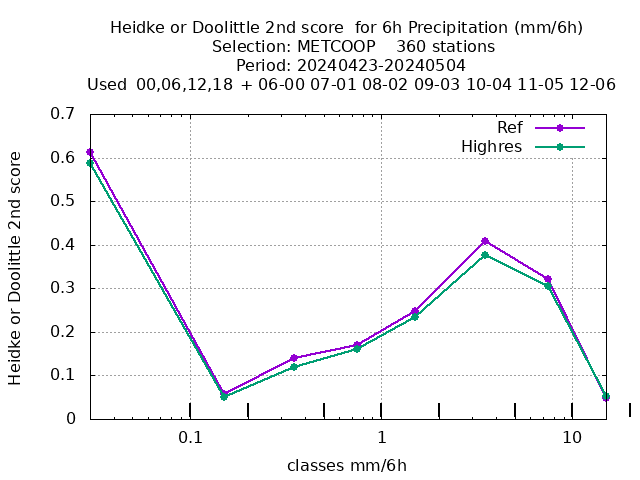 Heidke or Doolittle 2nd score  for 6h Precipitation (mm/6h)
Selection: METCOOP    360 stations
Period: 20240423-20240504
Used  00,06,12,18  + 06-00 07-01 08-02 09-03 10-04 11-05 12-06
Heidke or Doolittle 2nd score
0.7
0.6
0.5
0.4
0.3
0.2
0.1
0
Ref
Highres
0.1
1
10
classes mm/6h